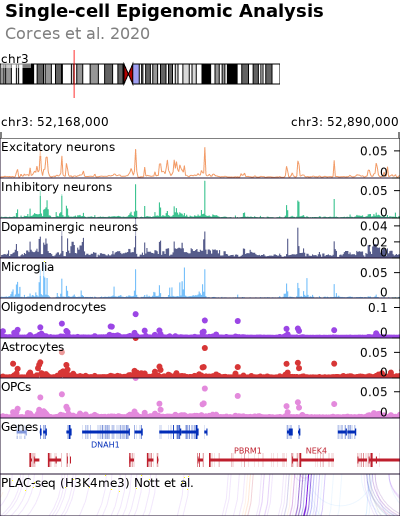 Single-cell Epigenomic Analysis
Corces et al. 2020
chr3
chr3: 52,168,000 chr3: 52,890,000
Excitatory neurons 0.05
0
Inhibitory neurons 0.05
0
Dopaminergic neurons 0.04
0.02
0
Microglia 0.05
0
Oligodendrocytes 0.1
0
Astrocytes 0.05
0
OPCs 0.05
0
Genes
DNAH1
PBRM1 NEK4
PLAC-seq (H3K4me3) Nott et al.